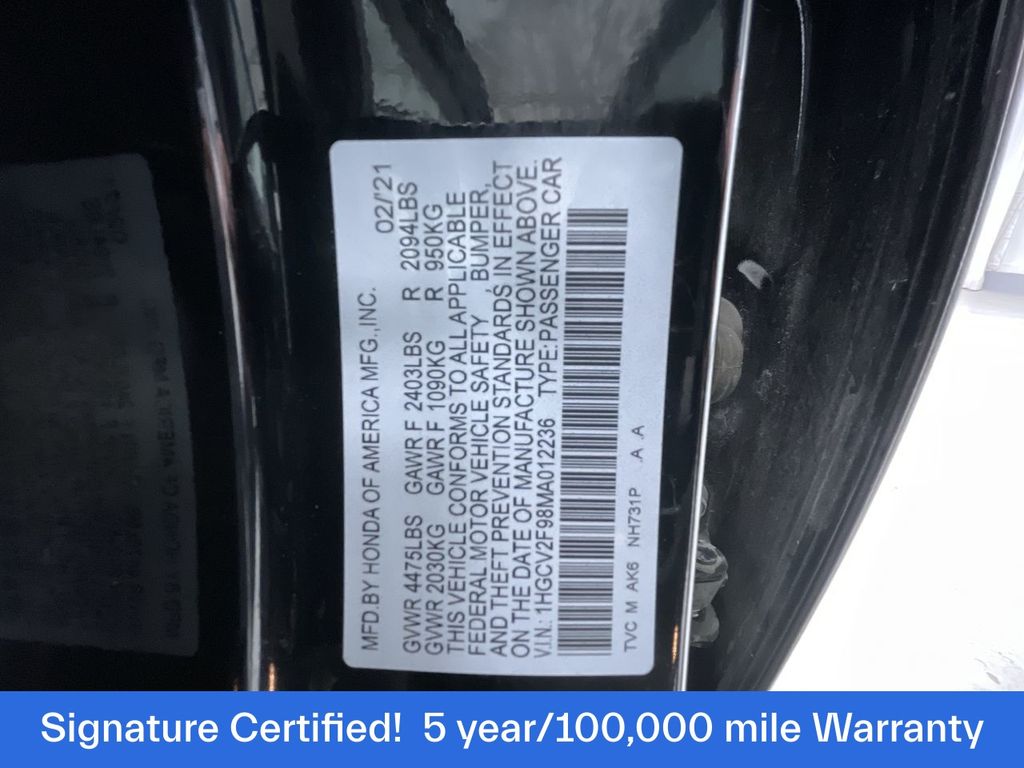 MFD.BY HONDA OF AMERICA MFG.,INC. 02/'21
GVWR 4475LBS GAWR F 2403LBS R 2094LBS
GVWR 2030KG GAWR F 1090KG R 950KG
THIS VEHICLE CONFORMS TO ALL APPLICABLE
FEDERAL MOTOR VEHICLE SAFETY , BUMPER,
AND THEFT PREVENTION STANDARDS IN EFFECT
ON THE DATE OF MANUFACTURE SHOWN ABOVE.
V.I.N.: 1HGCV2F98MA012236 TYPE:PASSENGER CAR
TVC M AK6 NH731P .A .A
Signature Certified! 5 year/100,000 mile Warranty